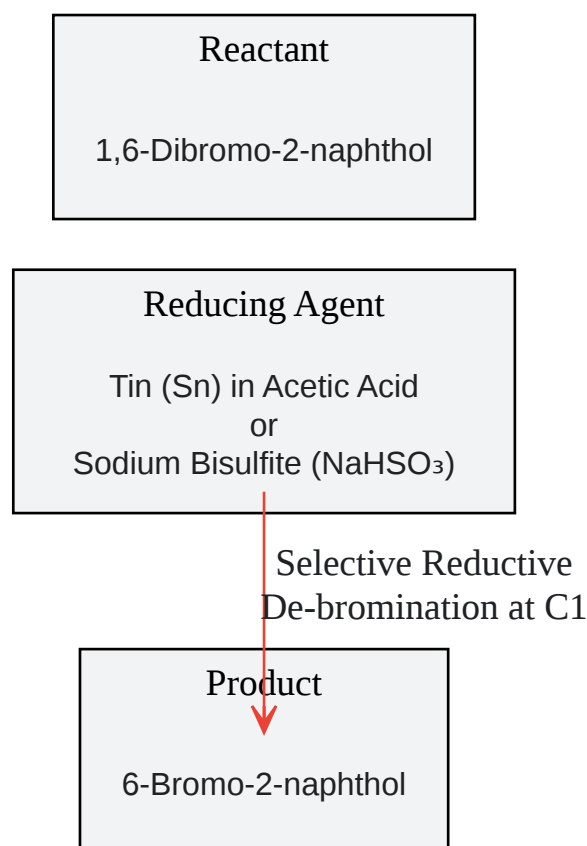 Reactant
1,6-Dibromo-2-naphthol
Reducing Agent
Tin (Sn) in Acetic Acid
or
Sodium Bisulfite (NaHSO₃)
Selective Reductive
De-bromination at C1
Product
6-Bromo-2-naphthol